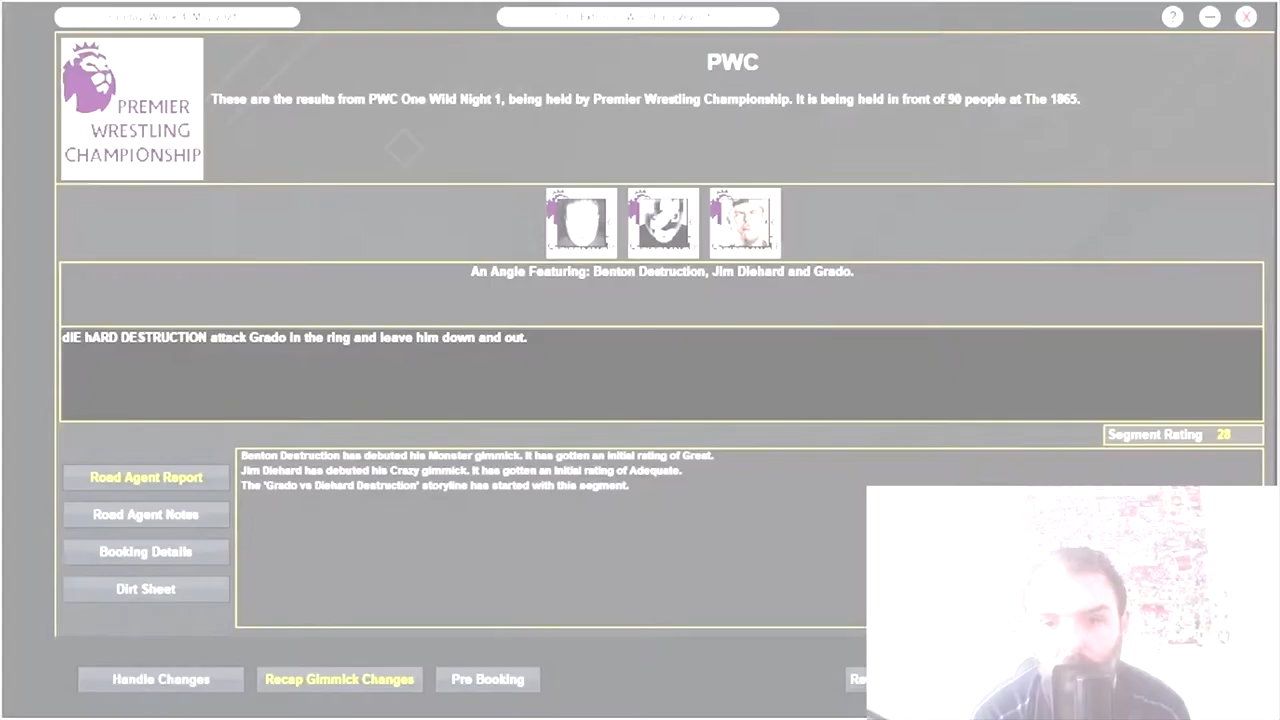 PWC
These are the results from PWC One Wild Night 1, being held by Premier Wrestling Championship. It is being held in front of 90 people at The 1865.
PREMIER
WRESTLING
CHAMPIONSHIP
An Angle Featuring: Benton Destruction, Jim Diehard and Grado.
dIE hARD DESTRUCTION attack Grado in the ring and leave him down and out.
Segment Rating 28
Benton Destruction has debuted his Monster gimmick. It has gotten an initial rating of Great.
Jim Diehard has debuted his Crazy gimmick. It has gotten an initial rating of Adequate.
The 'Grado vs Diehard Destruction' storyline has started with this segment.
Road Agent Report
Road Agent Notes
Booking Details
Dirt Sheet
Handle Changes
Recap Gimmick Changes
Pre Booking